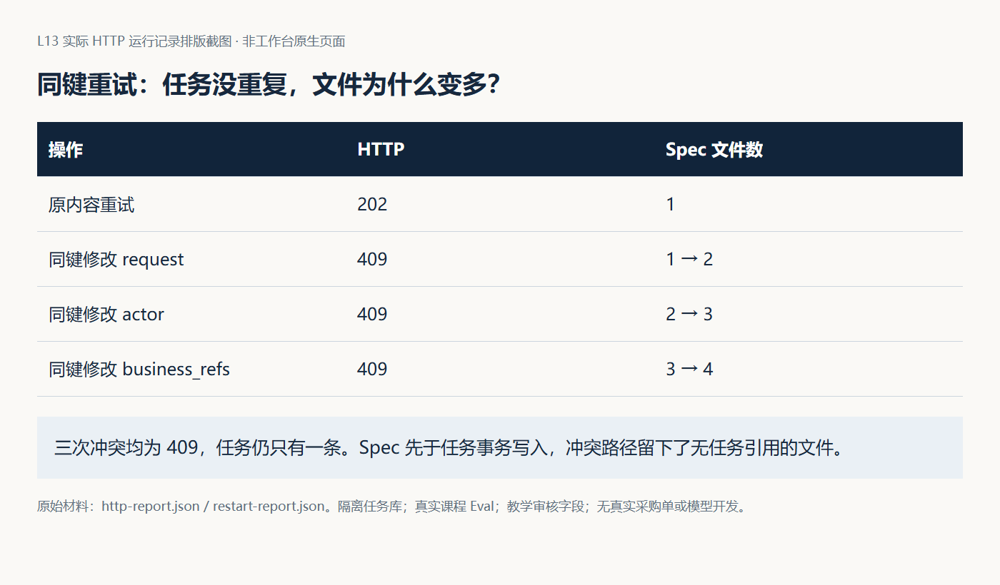 L13 实际 HTTP 运行记录排版截图 · 非工作台原生页面
同键重试：任务没重复，文件为什么变多？
操作 HTTP Spec 文件数
原内容重试 202 1
同键修改 request 409 1 → 2
同键修改 actor 409 2 → 3
同键修改 business_refs 409 3 → 4
三次冲突均为 409，任务仍只有一条。Spec 先于任务事务写入，冲突路径留下了无任务引用的文件。
原始材料：http-report.json / restart-report.json。隔离任务库；真实课程 Eval；教学审核字段；无真实采购单或模型开发。